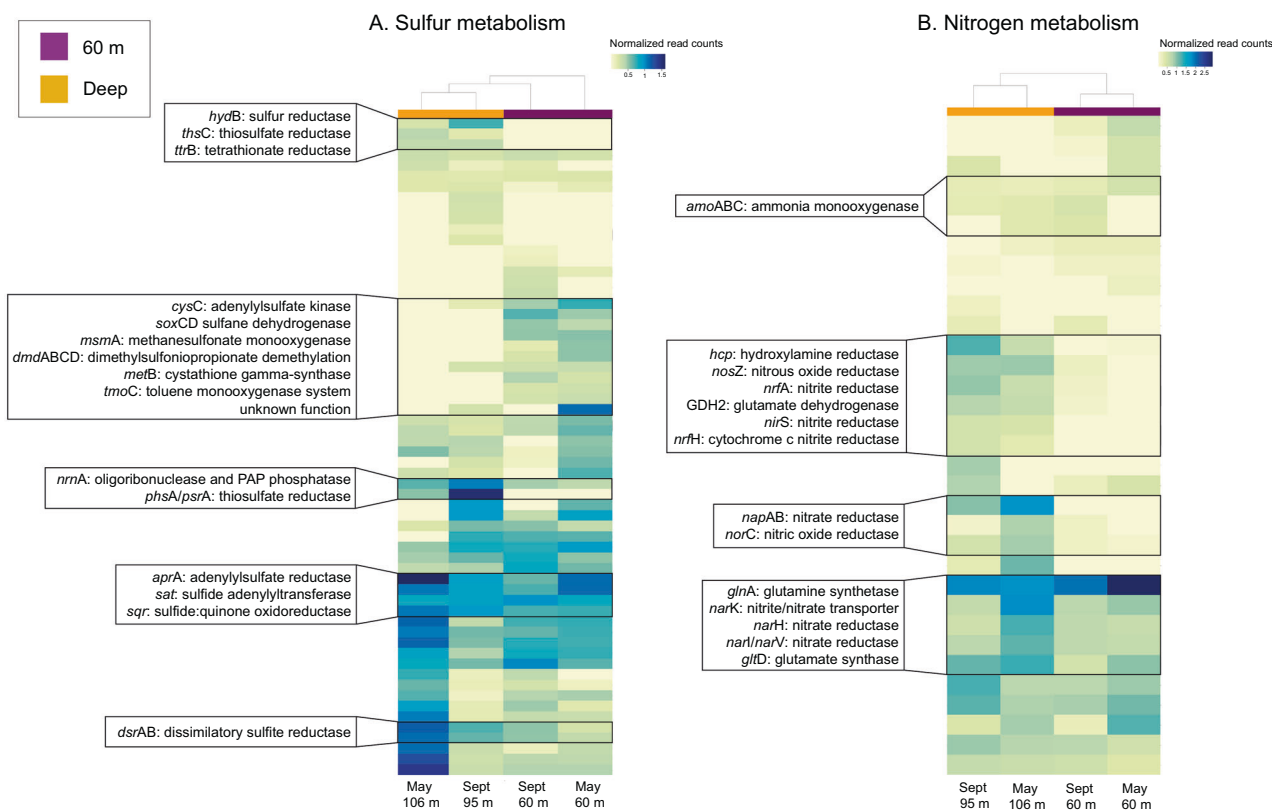 A. Sulfur metabolism
B. Nitrogen metabolism
60 m
Deep
Normalized read counts
0.5 1 1.5
Normalized read counts
0.5 1 1.5 2 2.5
hydB: sulfur reductase
thsC: thiosulfate reductase
ttrB: tetrathionate reductase
cysC: adenylylsulfate kinase
soxCD sulfane dehydrogenase
msmA: methanesulfonate monooxygenase
dmdABCD: dimethylsulfoniopropionate demethylation
metB: cystathione gamma-synthase
tmoC: toluene monooxygenase system
unknown function
nrnA: oligoribonuclease and PAP phosphatase
phsA/psrA: thiosulfate reductase
aprA: adenylylsulfate reductase
sat: sulfide adenylyltransferase
sqr: sulfide:quinone oxidoreductase
dsrAB: dissimilatory sulfite reductase
May
106 m
Sept
95 m
Sept
60 m
May
60 m
amoABC: ammonia monooxygenase
hcp: hydroxylamine reductase
nosZ: nitrous oxide reductase
nrfA: nitrite reductase
GDH2: glutamate dehydrogenase
nirS: nitrite reductase
nrfH: cytochrome c nitrite reductase
napAB: nitrate reductase
norC: nitric oxide reductase
glnA: glutamine synthetase
narK: nitrite/nitrate transporter
narH: nitrate reductase
narI/narV: nitrate reductase
gltD: glutamate synthase
Sept
95 m
May
106 m
Sept
60 m
May
60 m